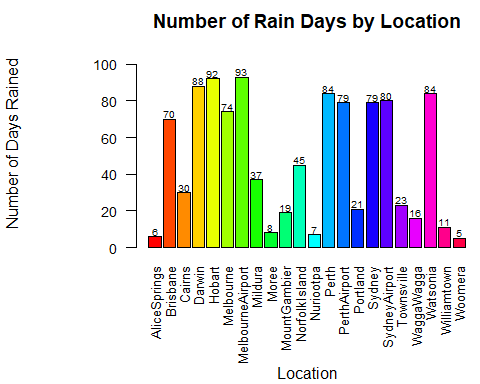 Number of Rain Days by Location
Number of Days Rained
100
80
60
40
20
0
6
70
30
88
92
74
93
37
8
19
45
7
84
79
21
79
80
23
16
84
11
5
AliceSprings
Brisbane
Cairns
Darwin
Hobart
Melbourne
MelbourneAirport
Mildura
Moree
MountGambier
NorfolkIsland
Nuriootpa
Perth
PerthAirport
Portland
Sydney
SydneyAirport
Townsville
WaggaWagga
Watsonia
Williamtown
Woomera
Location